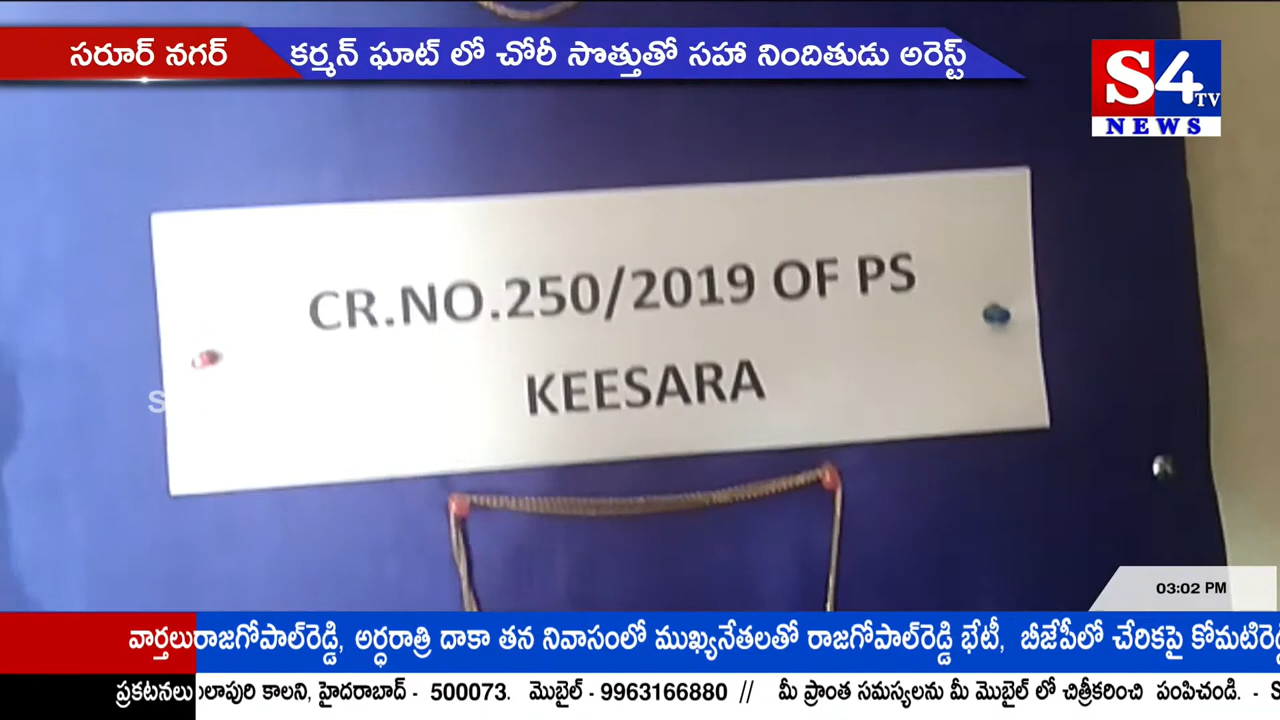 సరూర్ నగర్
కర్మన్ ఘాట్ లో చోరీ సొత్తుతో సహా నిందితుడు అరెస్ట్
S4
TV
NEWS
CR.NO.250/2019 OF PS
KEESARA
S
03:02 PM
వార్తలు
రాజగోపాల్‌రెడ్డి, అర్ధరాత్రి దాకా తన నివాసంలో ముఖ్యనేతలతో రాజగోపాల్‌రెడ్డి భేటీ, బీజేపీలో చేరికపై
ప్రకటనలు
కాలని, హైదరాబాద్ - 500073. మొబైల్ - 9963166880 // మీ ప్రాంత సమస్యలను మీ మొబైల్ లో చిత్రీకరించి పంపిచండి. - S